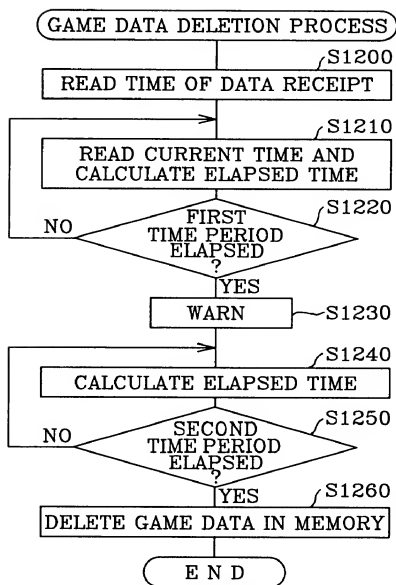 GAME DATA DELETION PROCESS
S1200
READ TIME OF DATA RECEIPT
S1210
READ CURRENT TIME AND
CALCULATE ELAPSED TIME
S1220
FIRST
TIME PERIOD
ELAPSED
?
NO
YES
WARN
S1230
S1240
CALCULATE ELAPSED TIME
S1250
SECOND
TIME PERIOD
ELAPSED
?
NO
YES
S1260
DELETE GAME DATA IN MEMORY
END